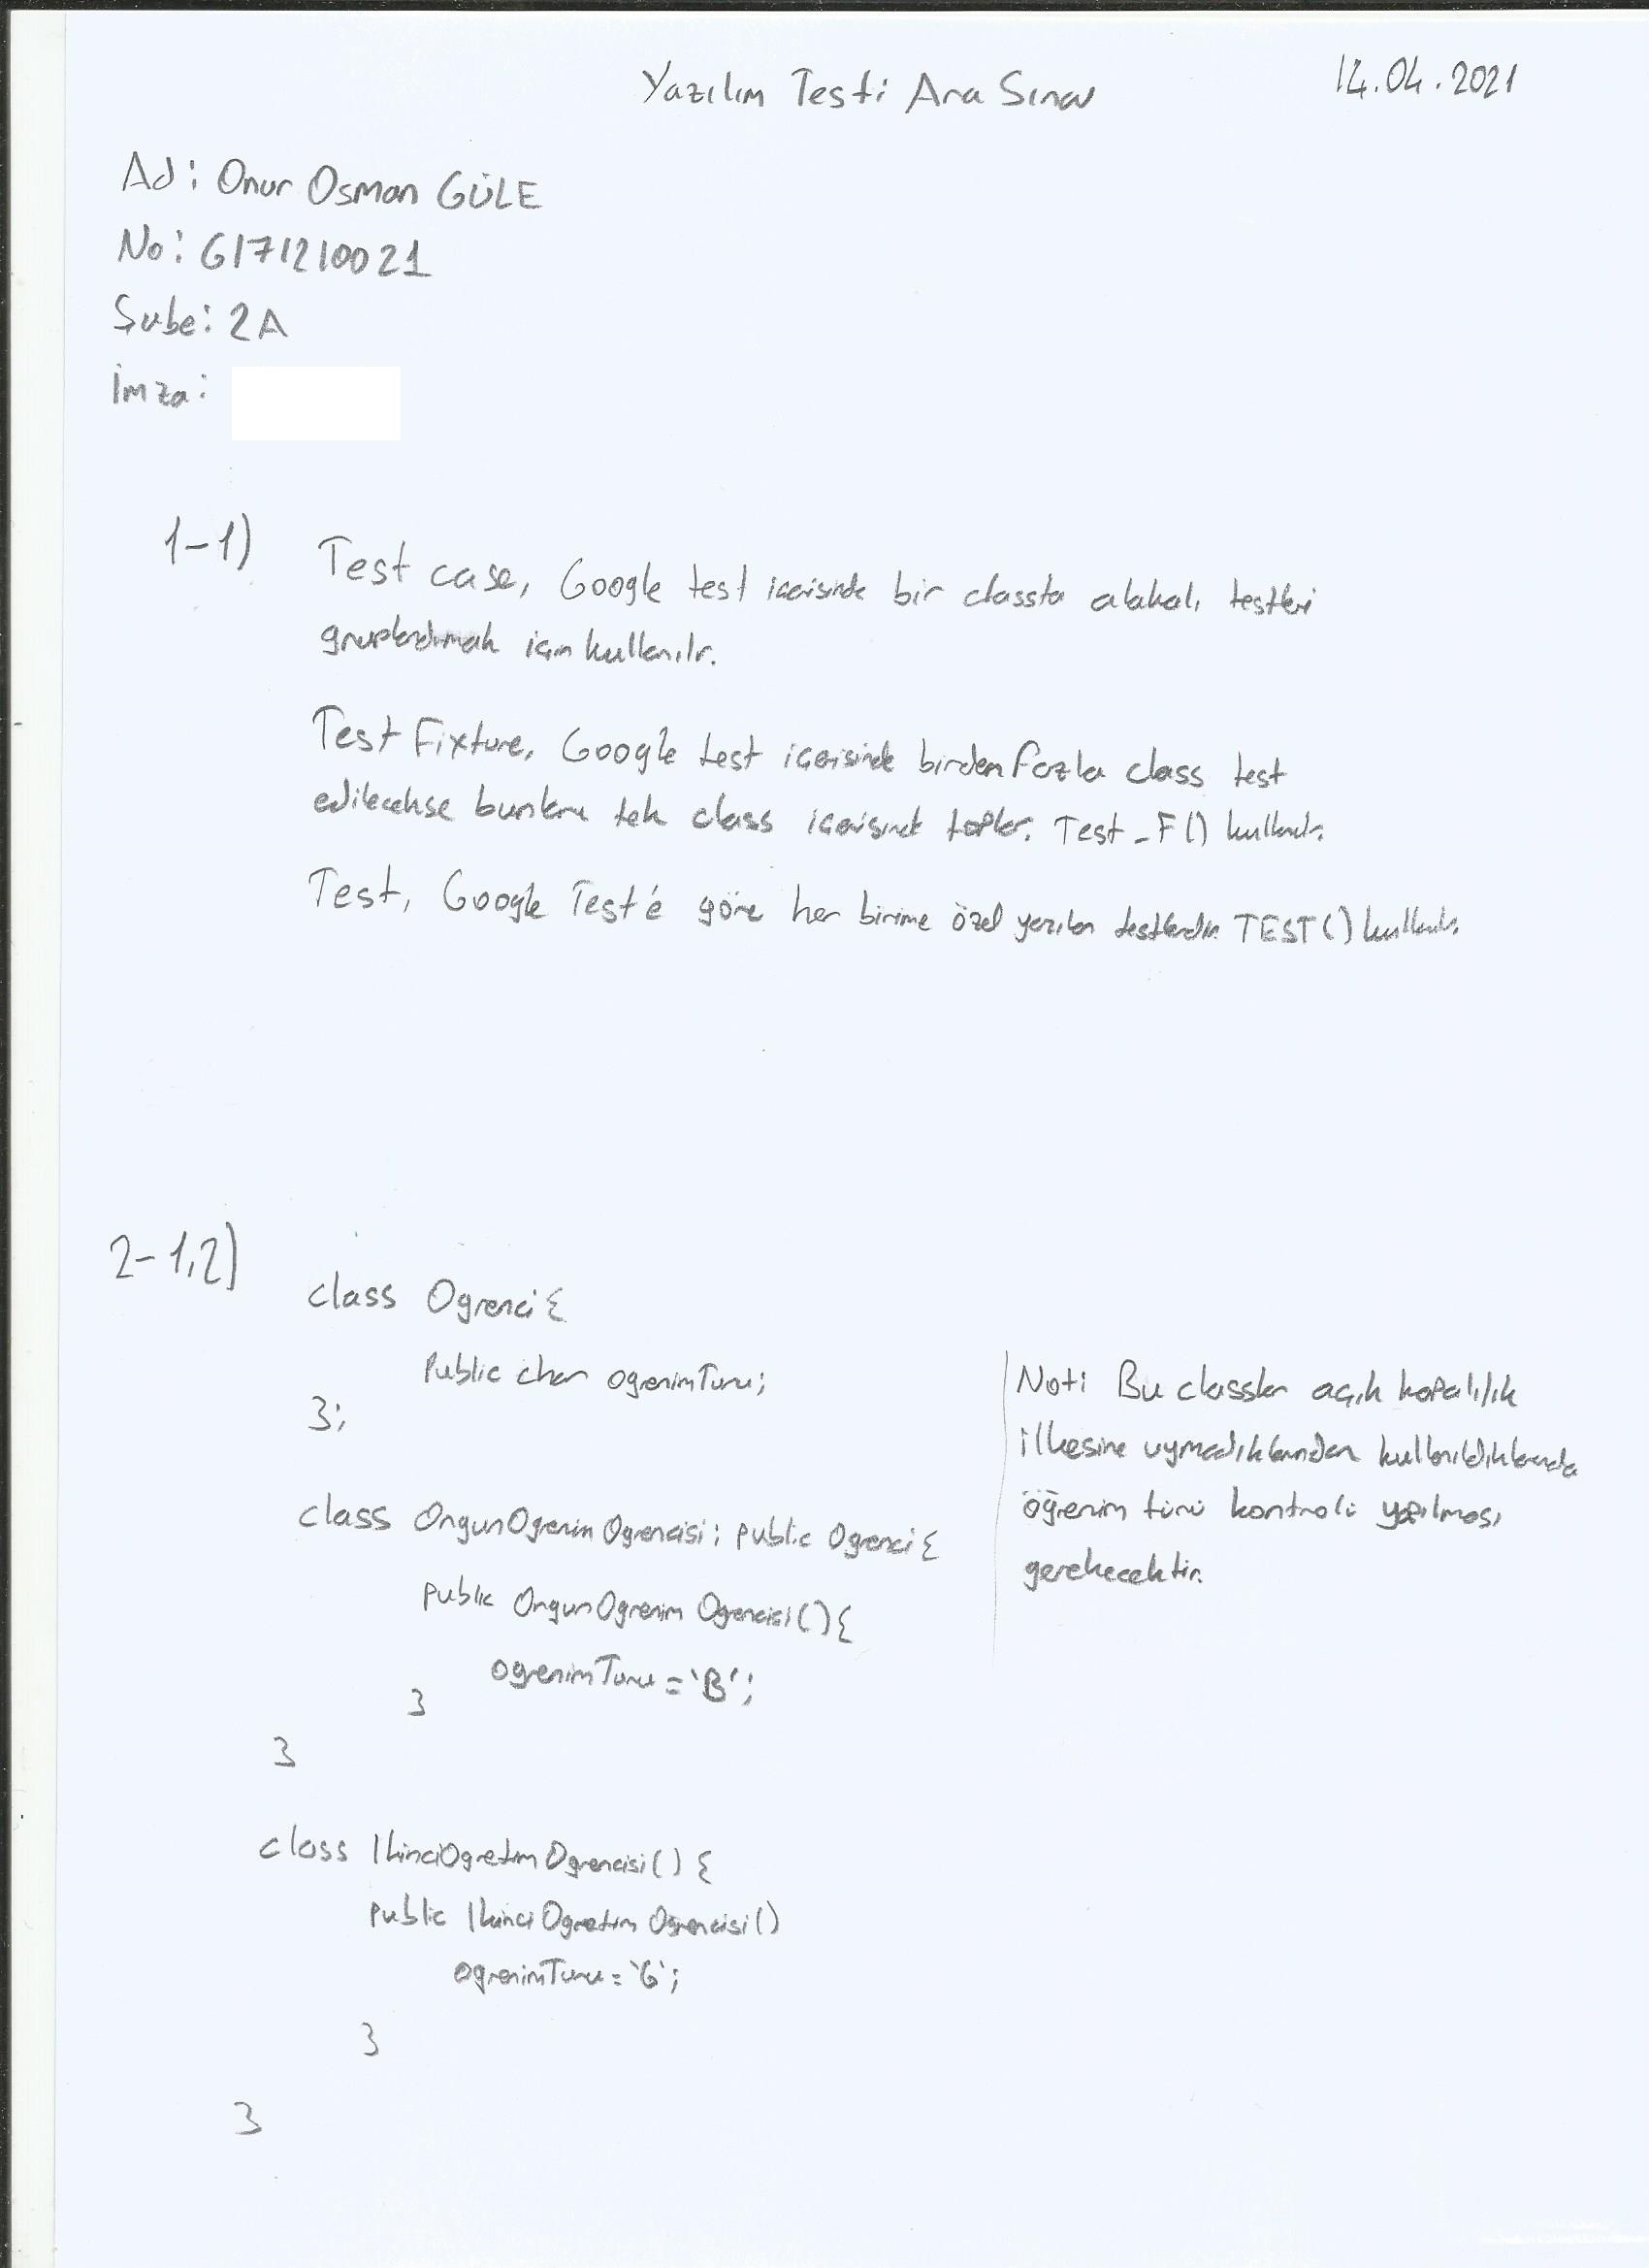 Yazılım Testi Ara Sınav
14.04.2021
Ad: Onur Osman GÜLE
No: G171210021
Şube: 2A
İmza:
1-1)
Test case, Google test içerisinde bir classta alakalı testleri
gruplandırmak için kullanılır.
Test Fixture, Google test içerisinde birden fazla class test
edilecekse bunları tek class içerisinde toplar. Test_F() kullanılır.
Test, Google Test'e göre her birime özel yazılan testlerdir. TEST() kullanılır.
2-1,2)
class Ogrenci{
Public char ogrenimTuru;
};
class OrgunOgrenimOgrencisi: public Ogrenci{
public OrgunOgrenimOgrencisi(){
ogrenimTuru='B';
}
}
class IkinciOgretimOgrencisi(){
public IkinciOgretimOgrencisi()
ogrenimTuru='G';
}
}
Not: Bu classlar açık kapalılık
ilkesine uymadıklarından kullanıldıklarında
öğrenim türü kontrolü yapılması
gerekecektir.